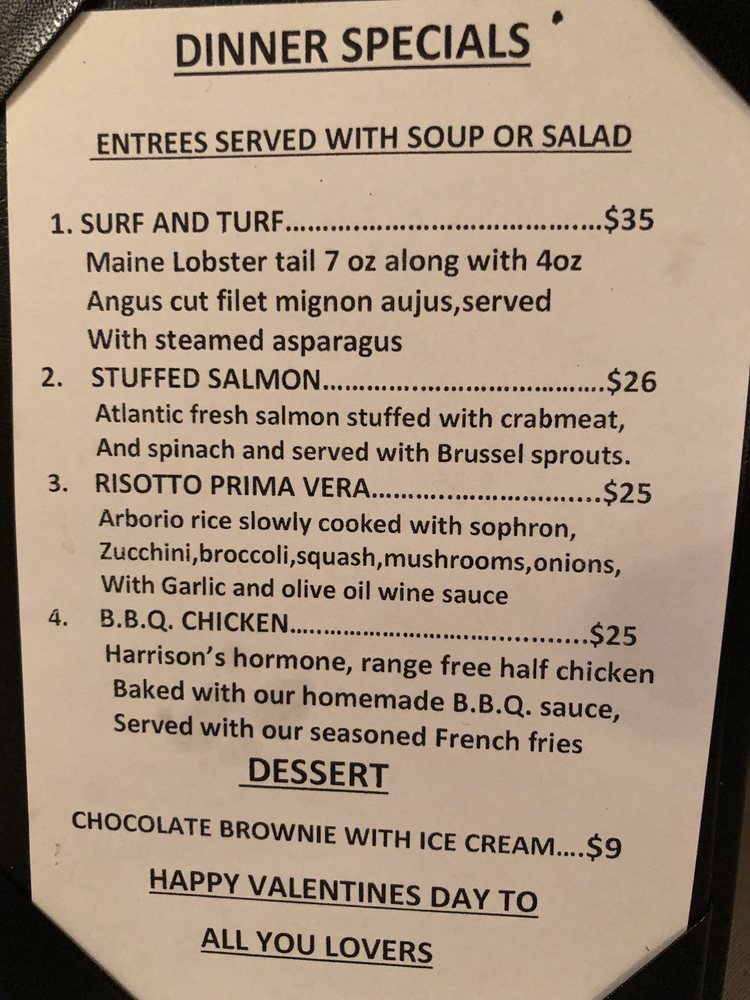 DINNER SPECIALS
ENTREES SERVED WITH SOUP OR SALAD
1. SURF AND TURF..........................................$35
Maine Lobster tail 7 oz along with 4oz
Angus cut filet mignon aujus,served
With steamed asparagus
2. STUFFED SALMON......................................$26
Atlantic fresh salmon stuffed with crabmeat,
And spinach and served with Brussel sprouts.
3. RISOTTO PRIMA VERA...............................$25
Arborio rice slowly cooked with sophron,
Zucchini,broccoli,squash,mushrooms,onions,
With Garlic and olive oil wine sauce
4. B.B.Q. CHICKEN........................................$25
Harrison's hormone, range free half chicken
Baked with our homemade B.B.Q. sauce,
Served with our seasoned French fries
DESSERT
CHOCOLATE BROWNIE WITH ICE CREAM....$9
HAPPY VALENTINES DAY TO
ALL YOU LOVERS